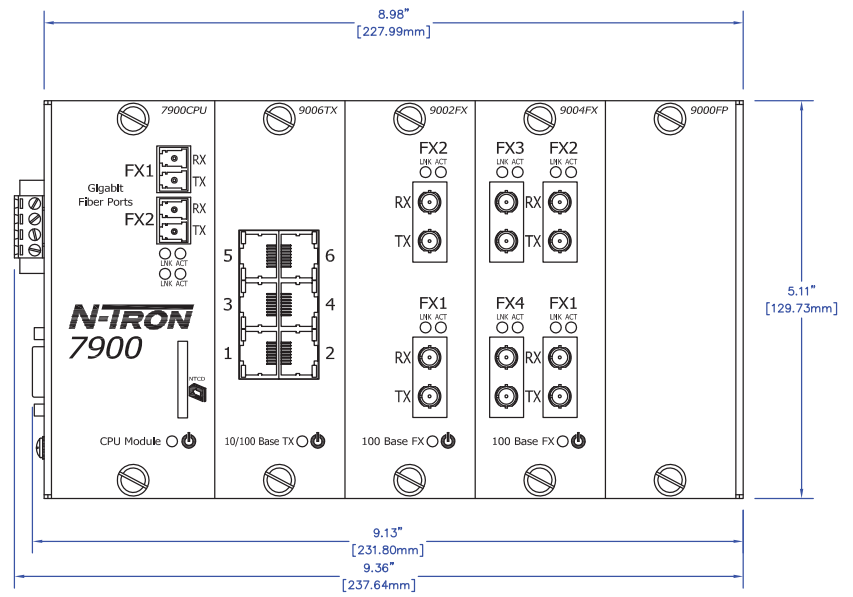 8.98"
[227.99mm]
7900CPU
9006TX
9002FX
9004FX
9000FP
FX1
RX
TX
Gigabit
Fiber Ports
FX2
RX
TX
LNK ACT
LNK ACT
N-TRON
7900
NTCD
CPU Module
5
6
3
4
1
2
10/100 Base TX
FX2
LNK ACT
RX
TX
FX1
LNK ACT
RX
TX
100 Base FX
FX3
FX2
LNK ACT
LNK ACT
RX
TX
FX4
FX1
LNK ACT
LNK ACT
RX
TX
100 Base FX
5.11"
[129.73mm]
9.13"
[231.80mm]
9.36"
[237.64mm]